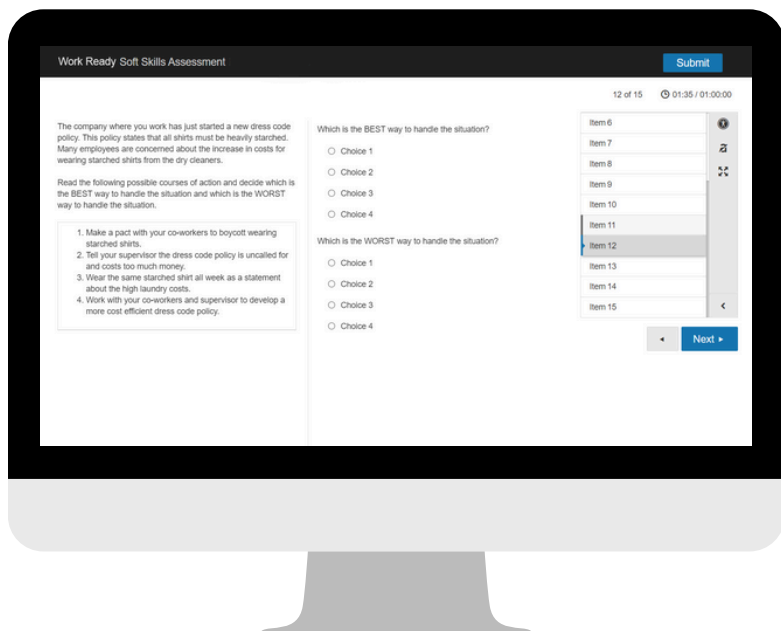 Work Ready Soft Skills Assessment
Submit
12 of 15
01:35 / 01:00:00
The company where you work has just started a new dress code
policy. This policy states that all shirts must be heavily starched.
Many employees are concerned about the increase in costs for
wearing starched shirts from the dry cleaners.
Read the following possible courses of action and decide which is
the BEST way to handle the situation and which is the WORST
way to handle the situation.
1. Make a pact with your co-workers to boycott wearing
starched shirts.
2. Tell your supervisor the dress code policy is uncalled for
and costs too much money.
3. Wear the same starched shirt all week as a statement
about the high laundry costs.
4. Work with your co-workers and supervisor to develop a
more cost efficient dress code policy.
Which is the BEST way to handle the situation?
Choice 1
Choice 2
Choice 3
Choice 4
Which is the WORST way to handle the situation?
Choice 1
Choice 2
Choice 3
Choice 4
Item 6
Item 7
Item 8
Item 9
Item 10
Item 11
Item 12
Item 13
Item 14
Item 15
Next